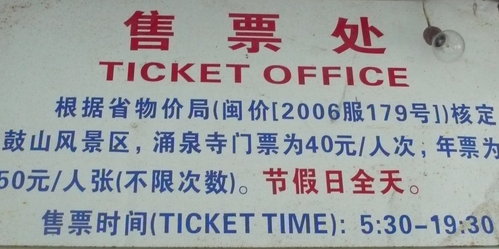 售票处
TICKET OFFICE
根据省物价局(闽价[2006服179号])核定
鼓山风景区，涌泉寺门票为40元/人次，年票为
50元/人张(不限次数)。节假日全天。
售票时间(TICKET TIME): 5:30-19:30